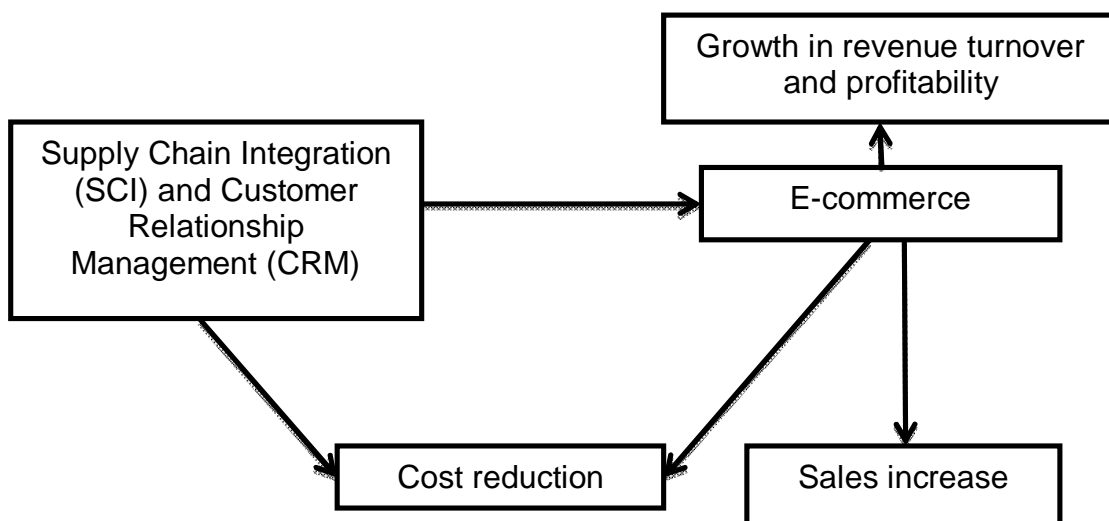 Growth in revenue turnover
and profitability
Supply Chain Integration
(SCI) and Customer
Relationship
Management (CRM)
E-commerce
Cost reduction
Sales increase